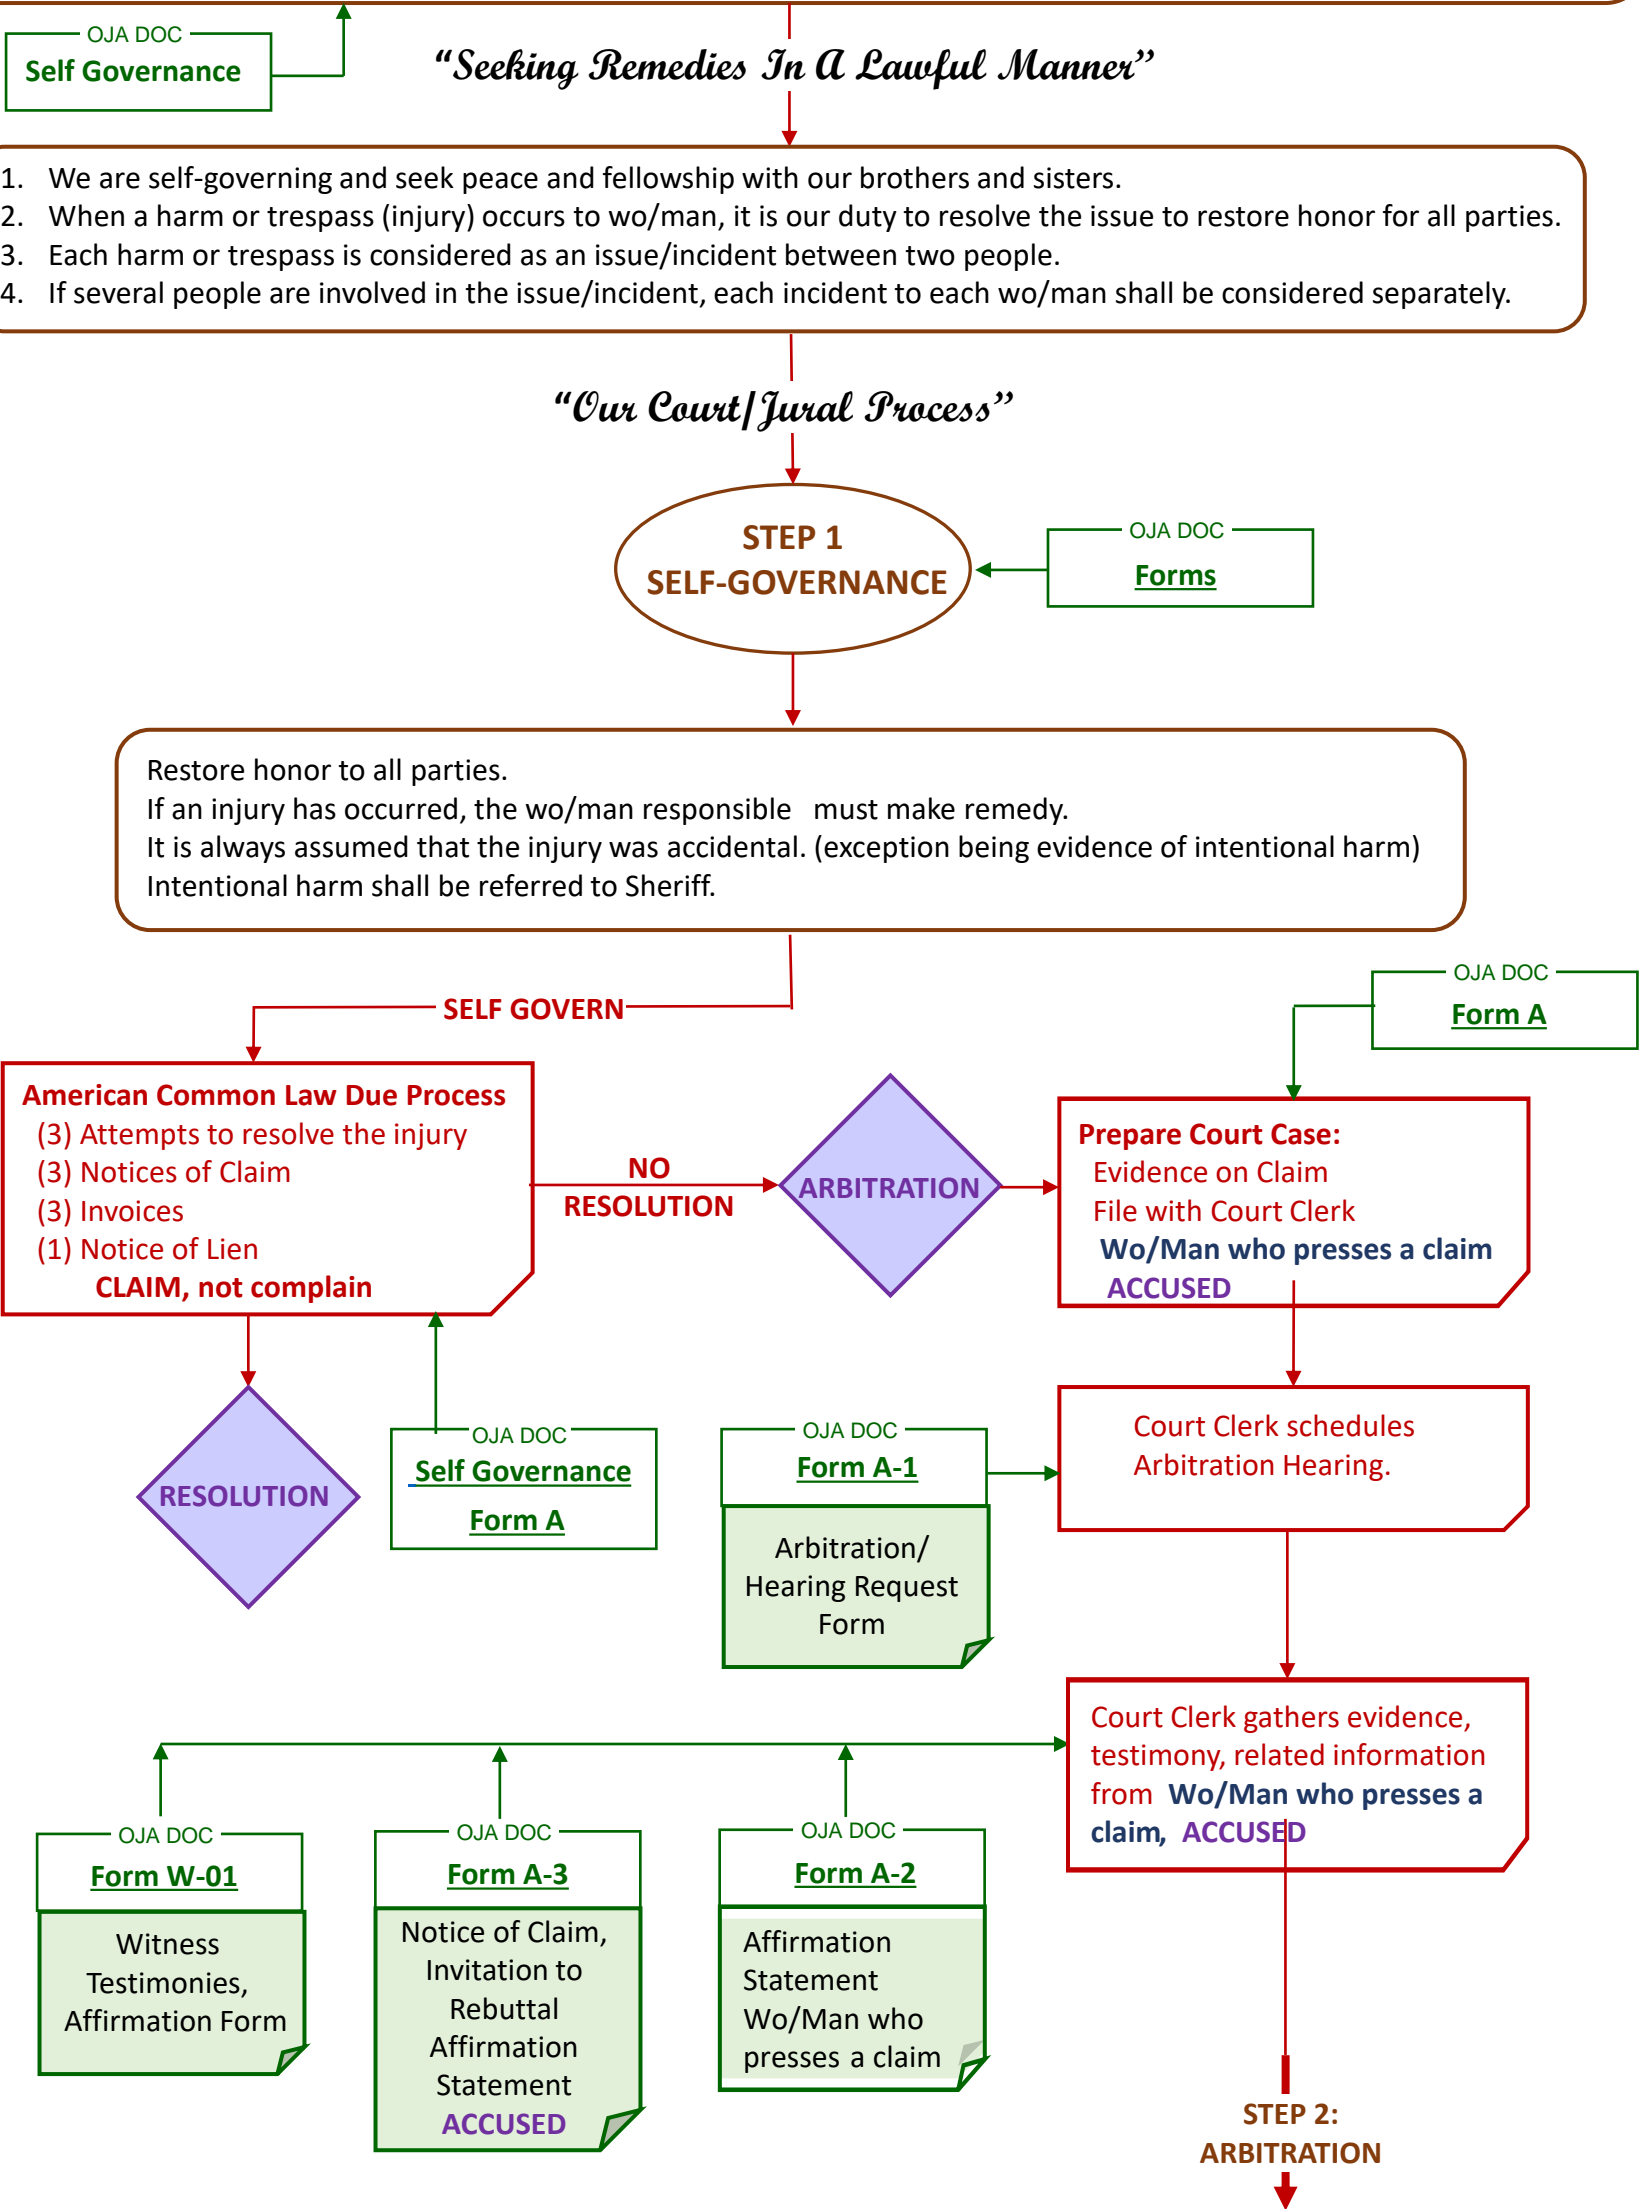 OJA DOC
Self Governance
“Seeking Remedies In A Lawful Manner”
1. We are self-governing and seek peace and fellowship with our brothers and sisters.
2. When a harm or trespass (injury) occurs to wo/man, it is our duty to resolve the issue to restore honor for all parties.
3. Each harm or trespass is considered as an issue/incident between two people.
4. If several people are involved in the issue/incident, each incident to each wo/man shall be considered separately.
“Our Court/Jural Process”
STEP 1
SELF-GOVERNANCE
OJA DOC
Forms
Restore honor to all parties.
If an injury has occurred, the wo/man responsible must make remedy.
It is always assumed that the injury was accidental. (exception being evidence of intentional harm)
Intentional harm shall be referred to Sheriff.
SELF GOVERN
OJA DOC
Form A
American Common Law Due Process
(3) Attempts to resolve the injury
(3) Notices of Claim
(3) Invoices
(1) Notice of Lien
CLAIM, not complain
NO
RESOLUTION
ARBITRATION
Prepare Court Case:
Evidence on Claim
File with Court Clerk
Wo/Man who presses a claim
ACCUSED
RESOLUTION
OJA DOC
Self Governance
Form A
OJA DOC
Form A-1
Arbitration/
Hearing Request
Form
Court Clerk schedules
Arbitration Hearing.
Court Clerk gathers evidence,
testimony, related information
from Wo/Man who presses a
claim, ACCUSED
OJA DOC
Form W-01
Witness
Testimonies,
Affirmation Form
OJA DOC
Form A-3
Notice of Claim,
Invitation to
Rebuttal
Affirmation
Statement
ACCUSED
OJA DOC
Form A-2
Affirmation
Statement
Wo/Man who
presses a claim
STEP 2:
ARBITRATION